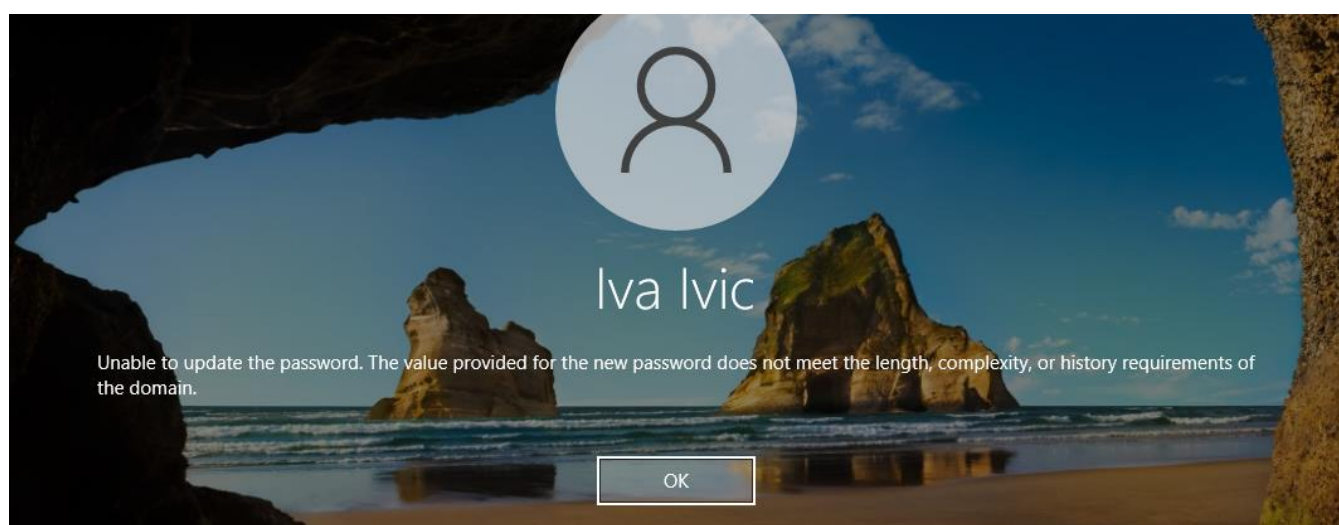 Iva Ivic
Unable to update the password. The value provided for the new password does not meet the length, complexity, or history requirements of
the domain.
OK